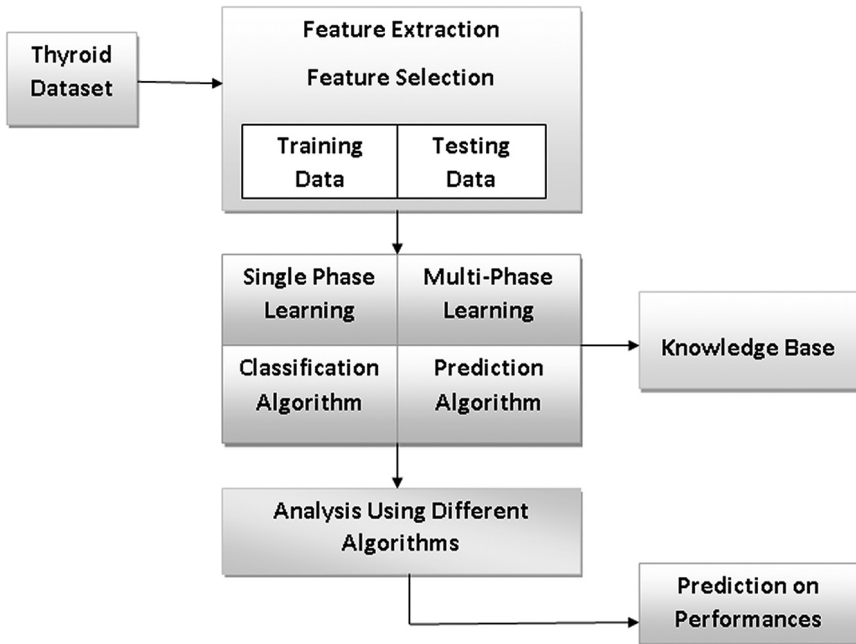 Thyroid
Dataset
Feature Extraction
Feature Selection
Training
Data
Testing
Data
Single Phase
Learning
Multi-Phase
Learning
Classification
Algorithm
Prediction
Algorithm
Knowledge Base
Analysis Using Different
Algorithms
Prediction on
Performances